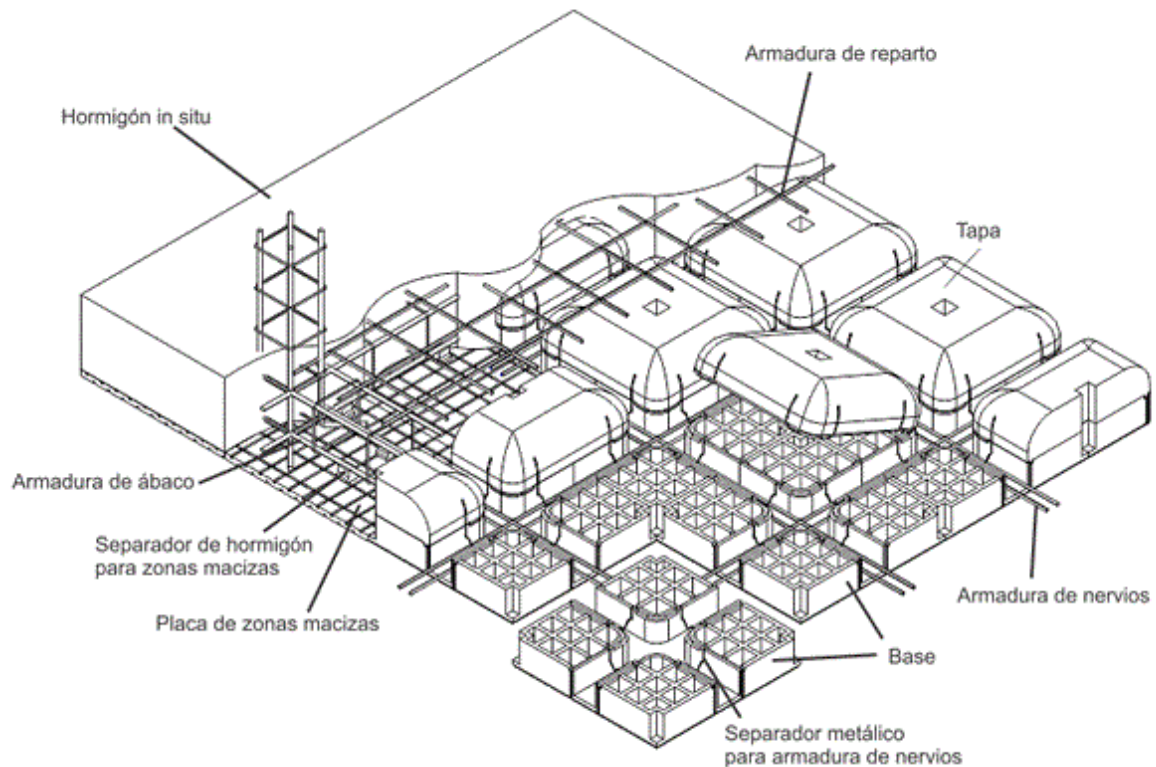 Armadura de reparto
Hormigón in situ
Tapa
Armadura de ábaco
Separador de hormigón
para zonas macizas
Placa de zonas macizas
Armadura de nervios
Base
Separador metálico
para armadura de nervios